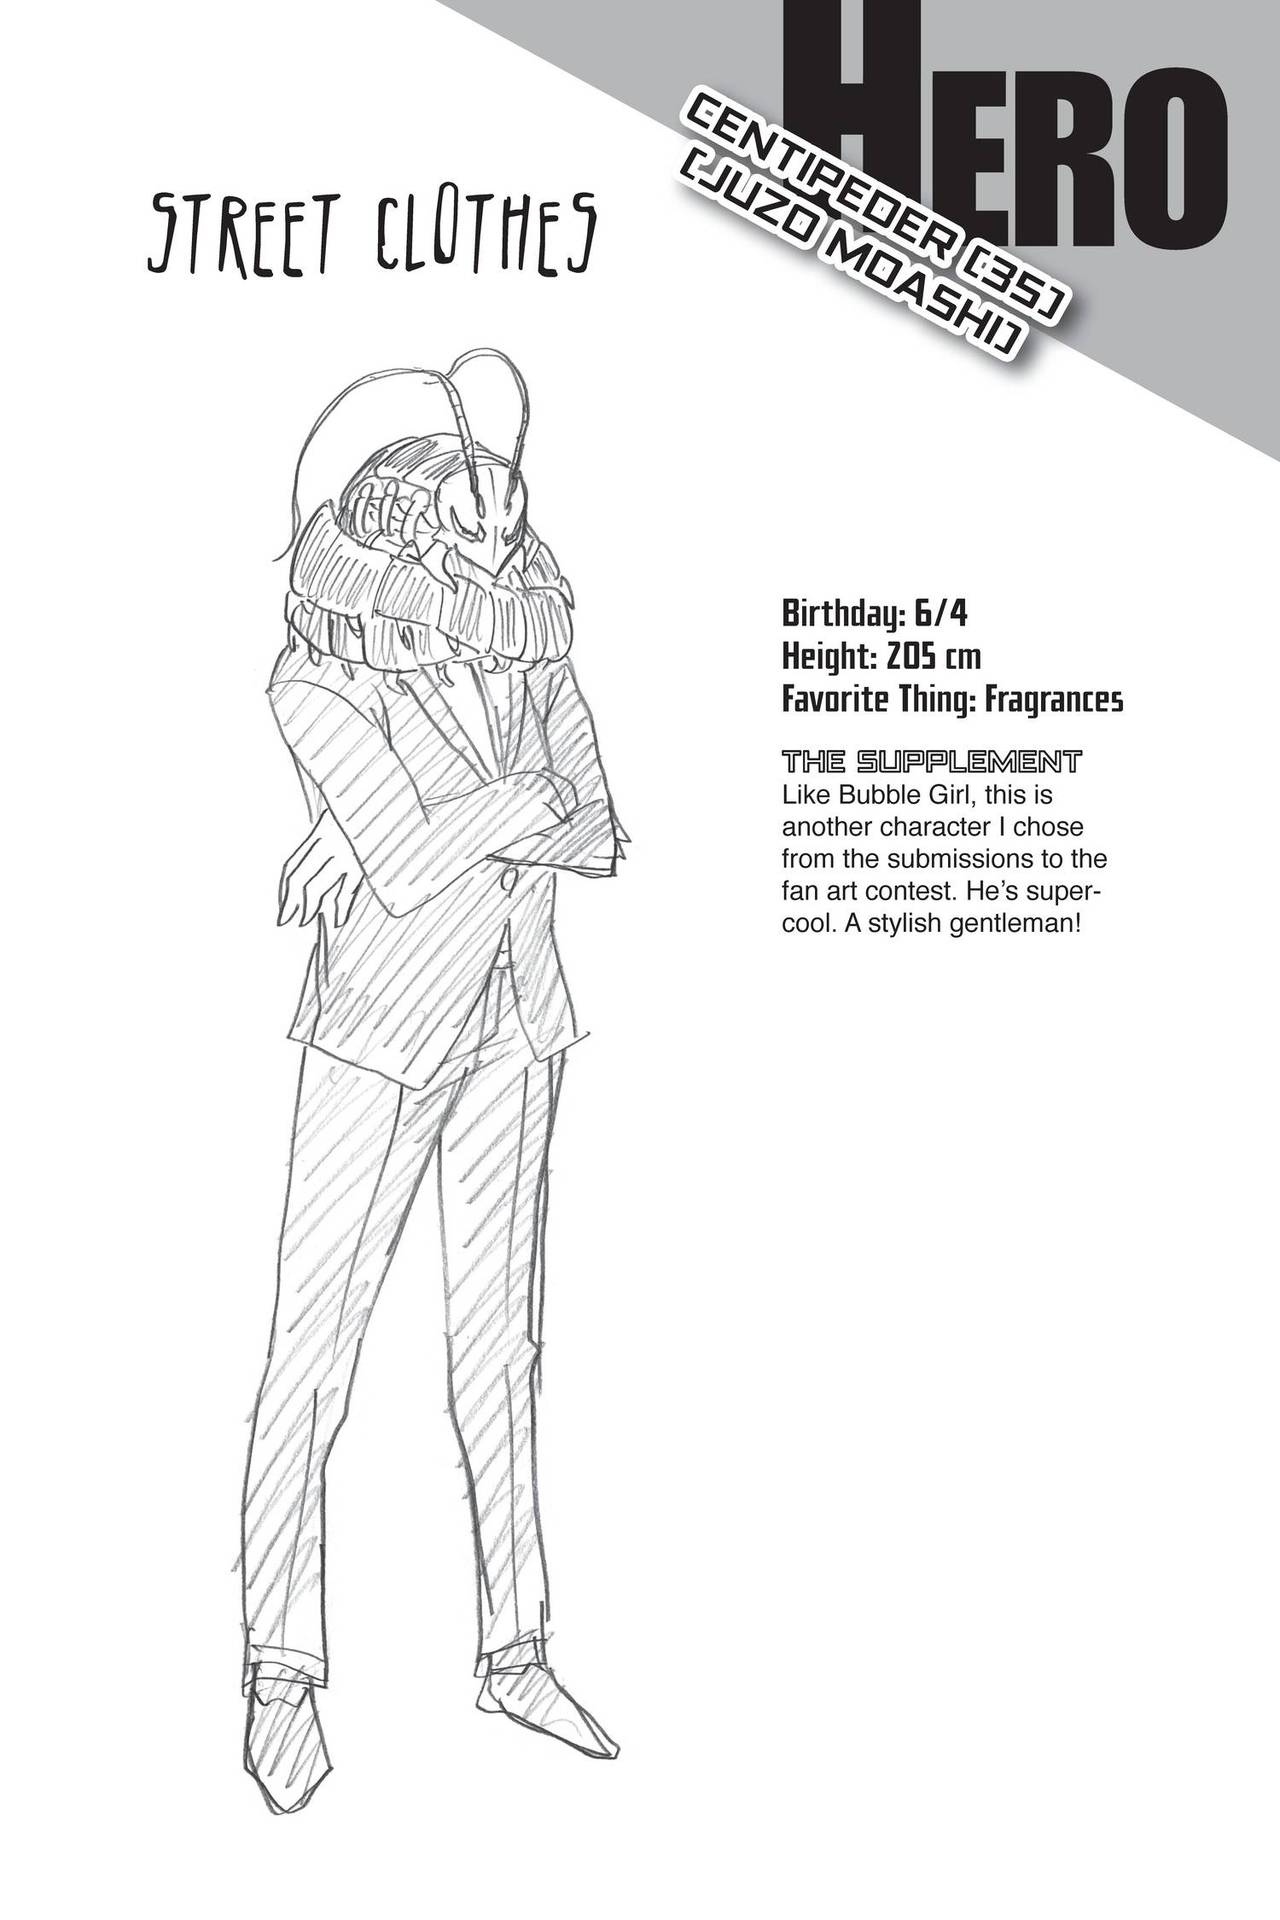 HERO
CENTIPEDER (35)
(JUZO MOASHI)
STREET CLOTHES
Birthday: 6/4
Height: 205 cm
Favorite Thing: Fragrances
THE SUPPLEMENT
Like Bubble Girl, this is
another character I chose
from the submissions to the
fan art contest. He's super-
cool. A stylish gentleman!